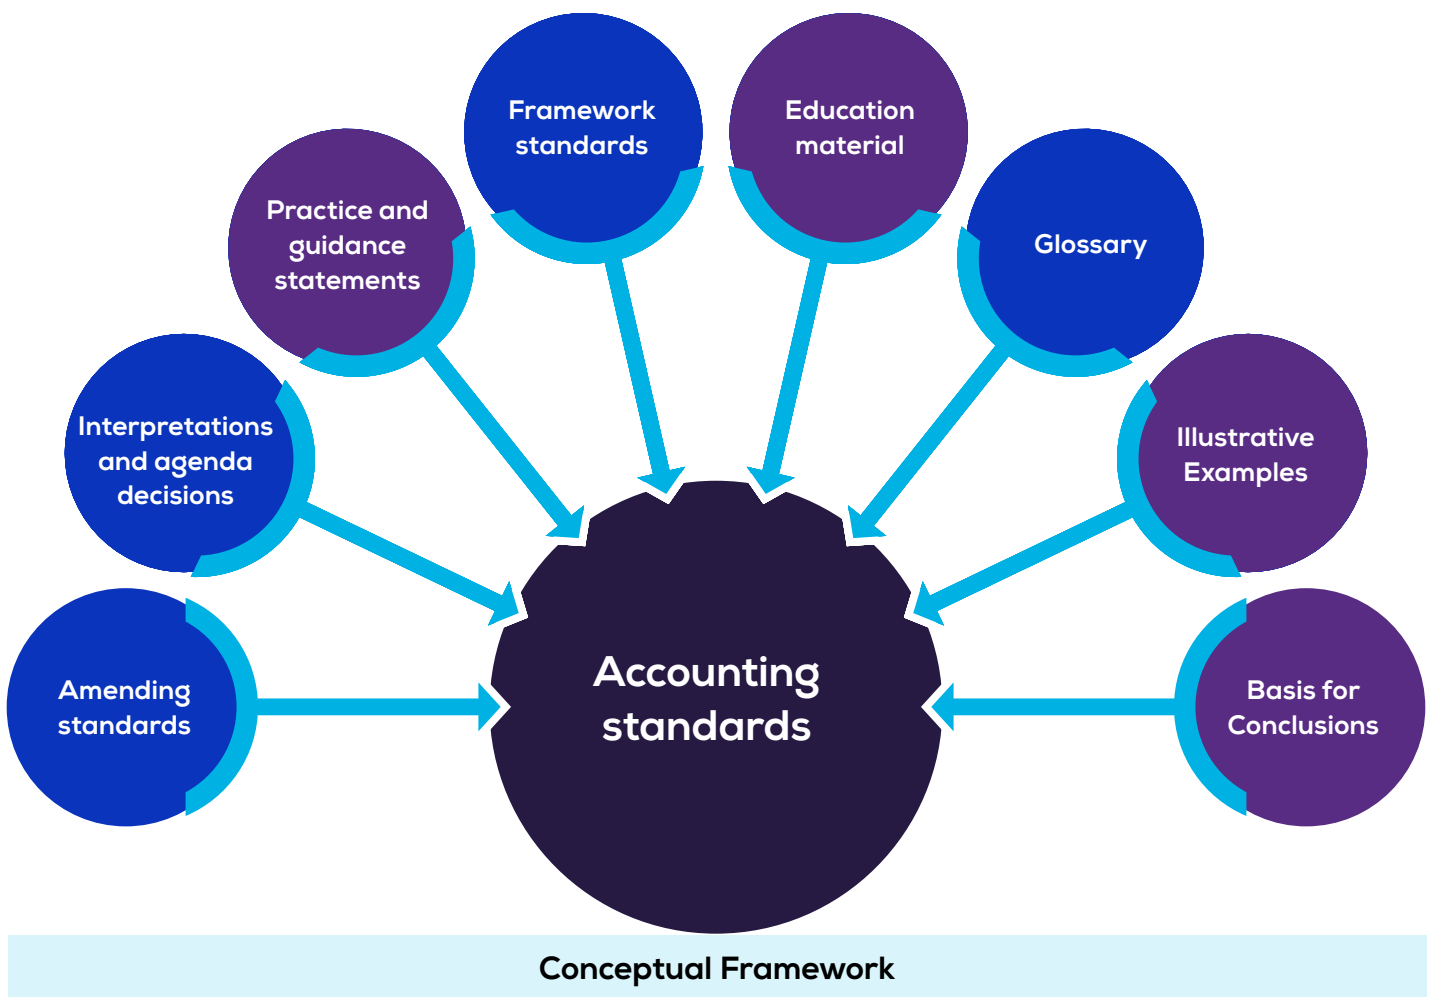 Framework
standards
Education
material
Practice and
guidance
statements
Glossary
Interpretations
and agenda
decisions
Illustrative
Examples
Amending
standards
Accounting
standards
Basis for
Conclusions
Conceptual Framework